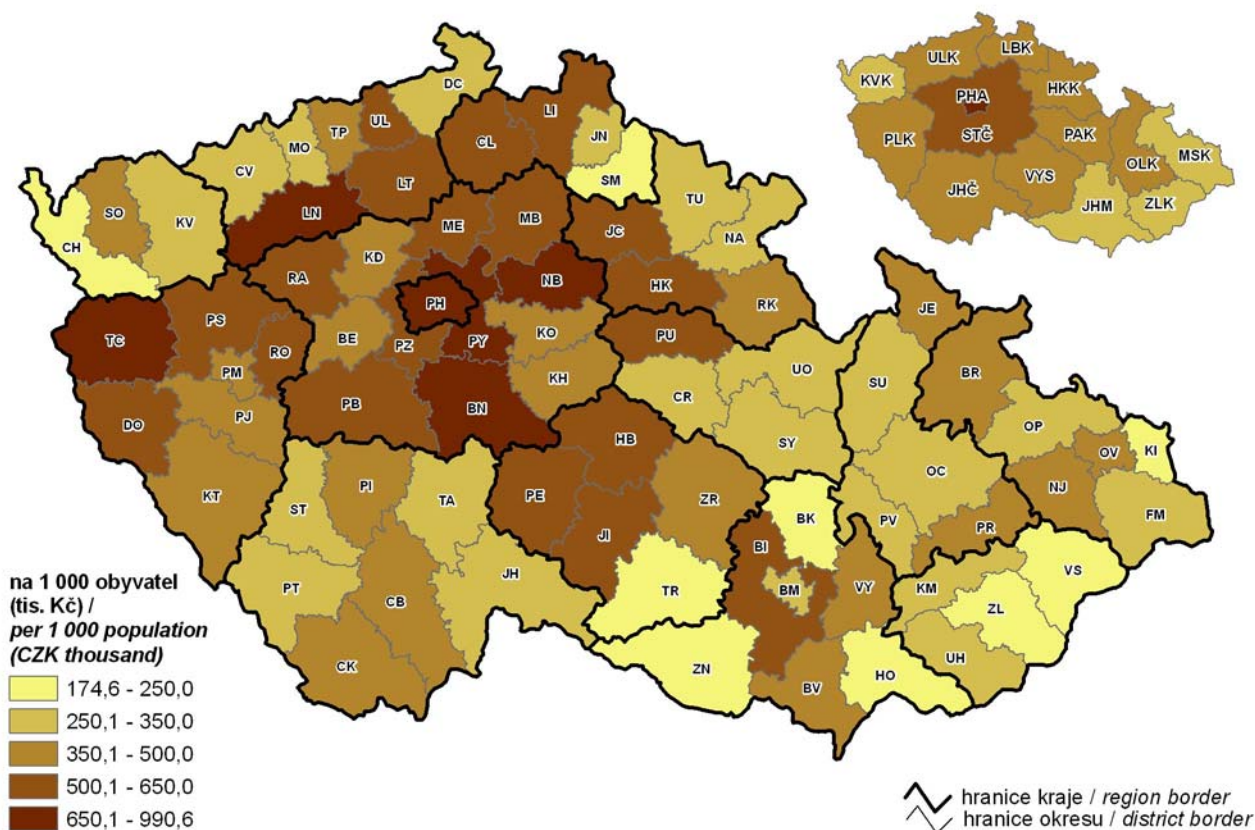 DC
UL
TP
MO
CV
LT
LN
CL
LI
JN
SM
TU
NA
JC
HK
RK
CH
SO
KV
ME
MB
KD
RA
PH
NB
TC
PS
RO
PM
BE
PZ
PY
KO
PU
PJ
DO
PB
BN
KH
CR
UO
SU
JE
BR
SY
HB
OP
OV
KI
KT
ST
PI
TA
PE
ZR
BK
OC
NJ
FM
PV
PR
JI
BI
BM
VY
VS
PT
CB
JH
TR
KM
ZL
CK
ZN
BV
HO
UH
ULK
LBK
KVK
HKK
PHA
STČ
PLK
PAK
OLK
MSK
VYS
JHČ
JHM
ZLK
na 1 000 obyvatel
(tis. Kč) /
per 1 000 population
(CZK thousand)
174,6 - 250,0
250,1 - 350,0
350,1 - 500,0
500,1 - 650,0
650,1 - 990,6
hranice kraje / region border
hranice okresu / district border